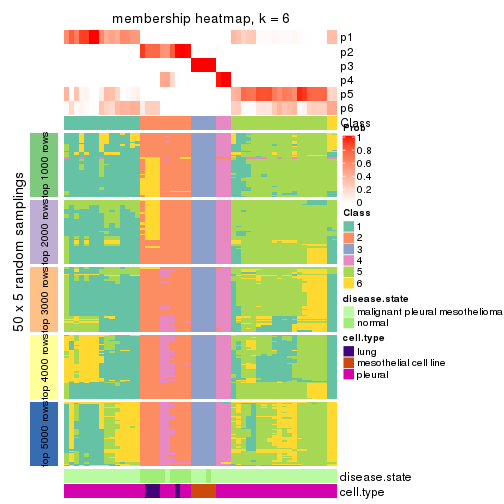 membership heatmap, k = 6
p1
p2
p3
p4
p5
p6
Class
50 x 5 random samplings
top 1000 rows
top 2000 rows
top 3000 rows
top 4000 rows
top 5000 rows
disease.state
cell.type
Prob
1
0.8
0.6
0.4
0.2
0
Class
1
2
3
4
5
6
disease.state
malignant pleural mesothelioma
normal
cell.type
lung
mesothelial cell line
pleural